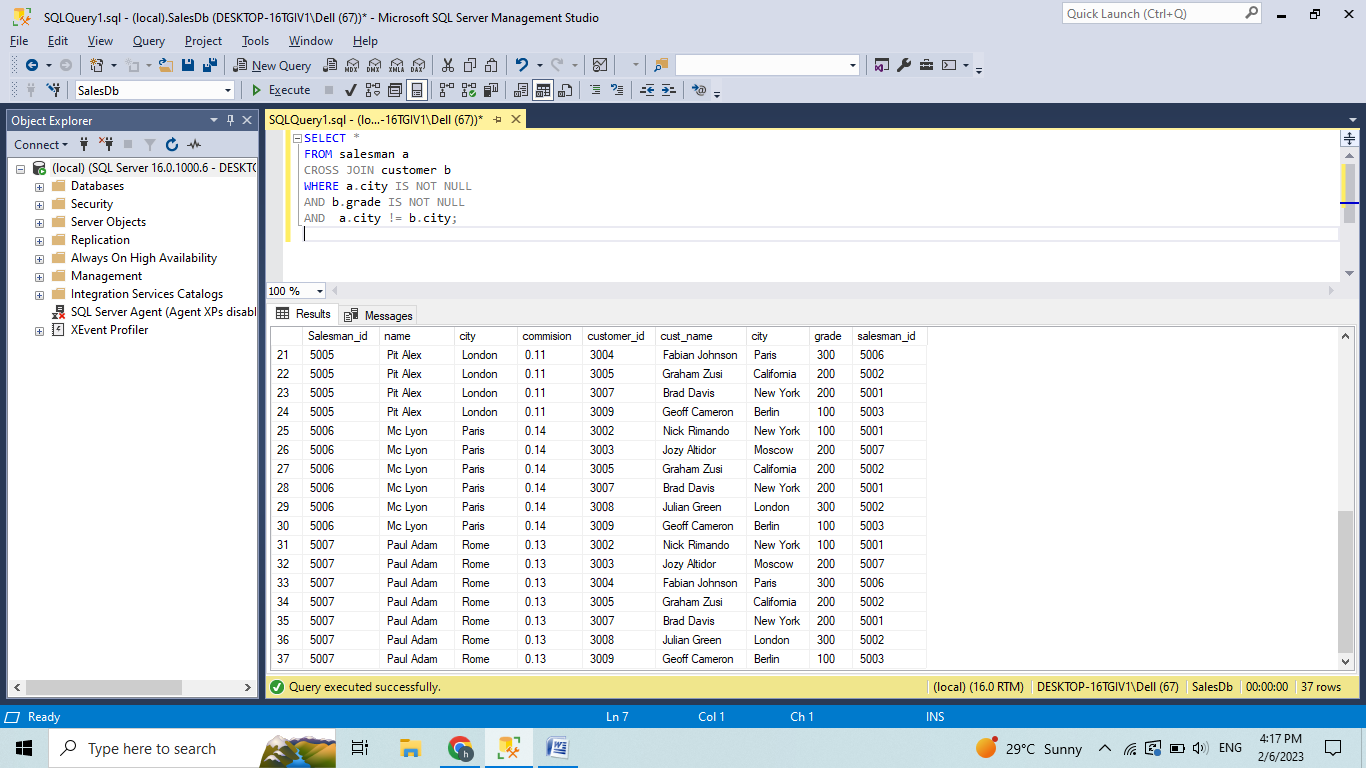 SQLQuery1.sql - (local).SalesDb (DESKTOP-16TGIV1\Dell (67))* - Microsoft SQL Server Management Studio
Quick Launch (Ctrl+Q)
File Edit View Query Project Tools Window Help
New Query MDX DMX XMLA DAX
SalesDb Execute
Object Explorer
Connect
(local) (SQL Server 16.0.1000.6 - DESKT
Databases
Security
Server Objects
Replication
Always On High Availability
Management
Integration Services Catalogs
SQL Server Agent (Agent XPs disabl
XEvent Profiler
SQLQuery1.sql - (lo...-16TGIV1\Dell (67))*
SELECT *
FROM salesman a
CROSS JOIN customer b
WHERE a.city IS NOT NULL
AND b.grade IS NOT NULL
AND  a.city != b.city;
100 %
Results Messages
Salesman_id name city commision customer_id cust_name city grade salesman_id
21 5005 Pit Alex London 0.11 3004 Fabian Johnson Paris 300 5006
22 5005 Pit Alex London 0.11 3005 Graham Zusi California 200 5002
23 5005 Pit Alex London 0.11 3007 Brad Davis New York 200 5001
24 5005 Pit Alex London 0.11 3009 Geoff Cameron Berlin 100 5003
25 5006 Mc Lyon Paris 0.14 3002 Nick Rimando New York 100 5001
26 5006 Mc Lyon Paris 0.14 3003 Jozy Altidor Moscow 200 5007
27 5006 Mc Lyon Paris 0.14 3005 Graham Zusi California 200 5002
28 5006 Mc Lyon Paris 0.14 3007 Brad Davis New York 200 5001
29 5006 Mc Lyon Paris 0.14 3008 Julian Green London 300 5002
30 5006 Mc Lyon Paris 0.14 3009 Geoff Cameron Berlin 100 5003
31 5007 Paul Adam Rome 0.13 3002 Nick Rimando New York 100 5001
32 5007 Paul Adam Rome 0.13 3003 Jozy Altidor Moscow 200 5007
33 5007 Paul Adam Rome 0.13 3004 Fabian Johnson Paris 300 5006
34 5007 Paul Adam Rome 0.13 3005 Graham Zusi California 200 5002
35 5007 Paul Adam Rome 0.13 3007 Brad Davis New York 200 5001
36 5007 Paul Adam Rome 0.13 3008 Julian Green London 300 5002
37 5007 Paul Adam Rome 0.13 3009 Geoff Cameron Berlin 100 5003
Query executed successfully. (local) (16.0 RTM) DESKTOP-16TGIV1\Dell (67) SalesDb 00:00:00 37 rows
Ready Ln 7 Col 1 Ch 1 INS
Type here to search
29°C Sunny ENG
4:17 PM
2/6/2023